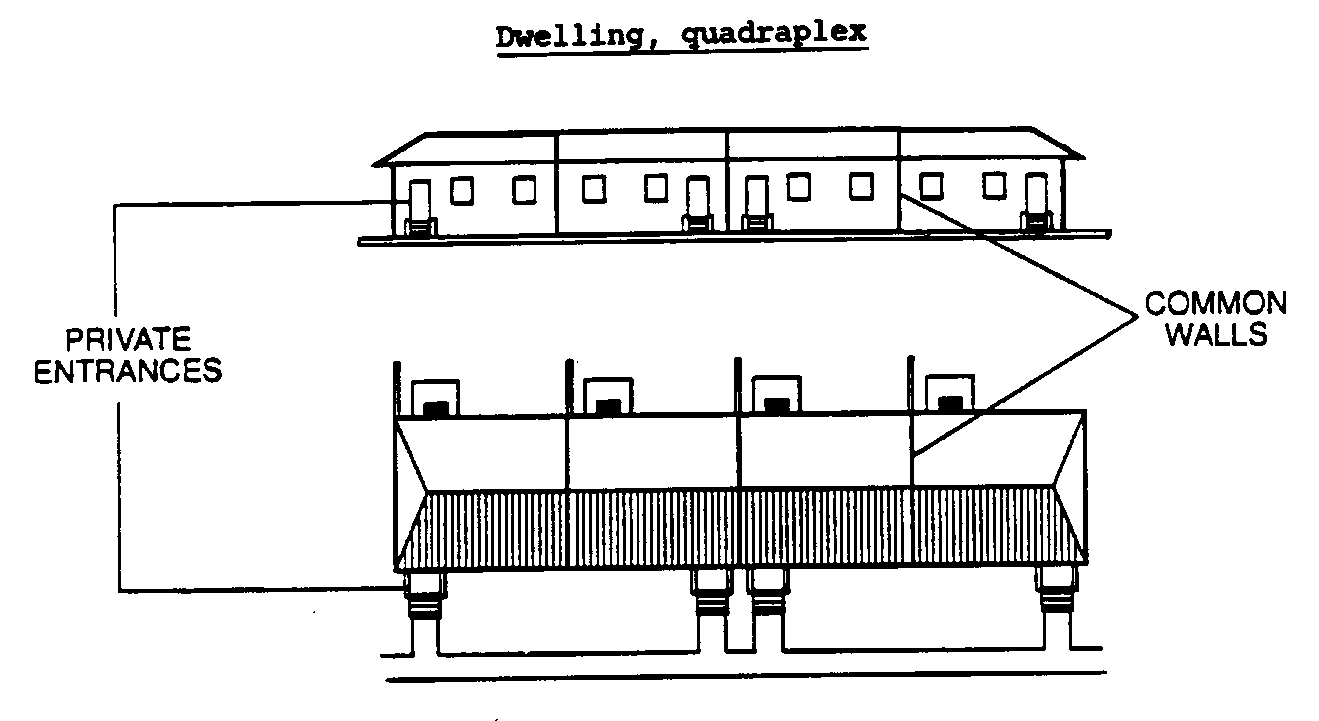 Dwelling, quadraplex
PRIVATE
ENTRANCES
COMMON
WALLS